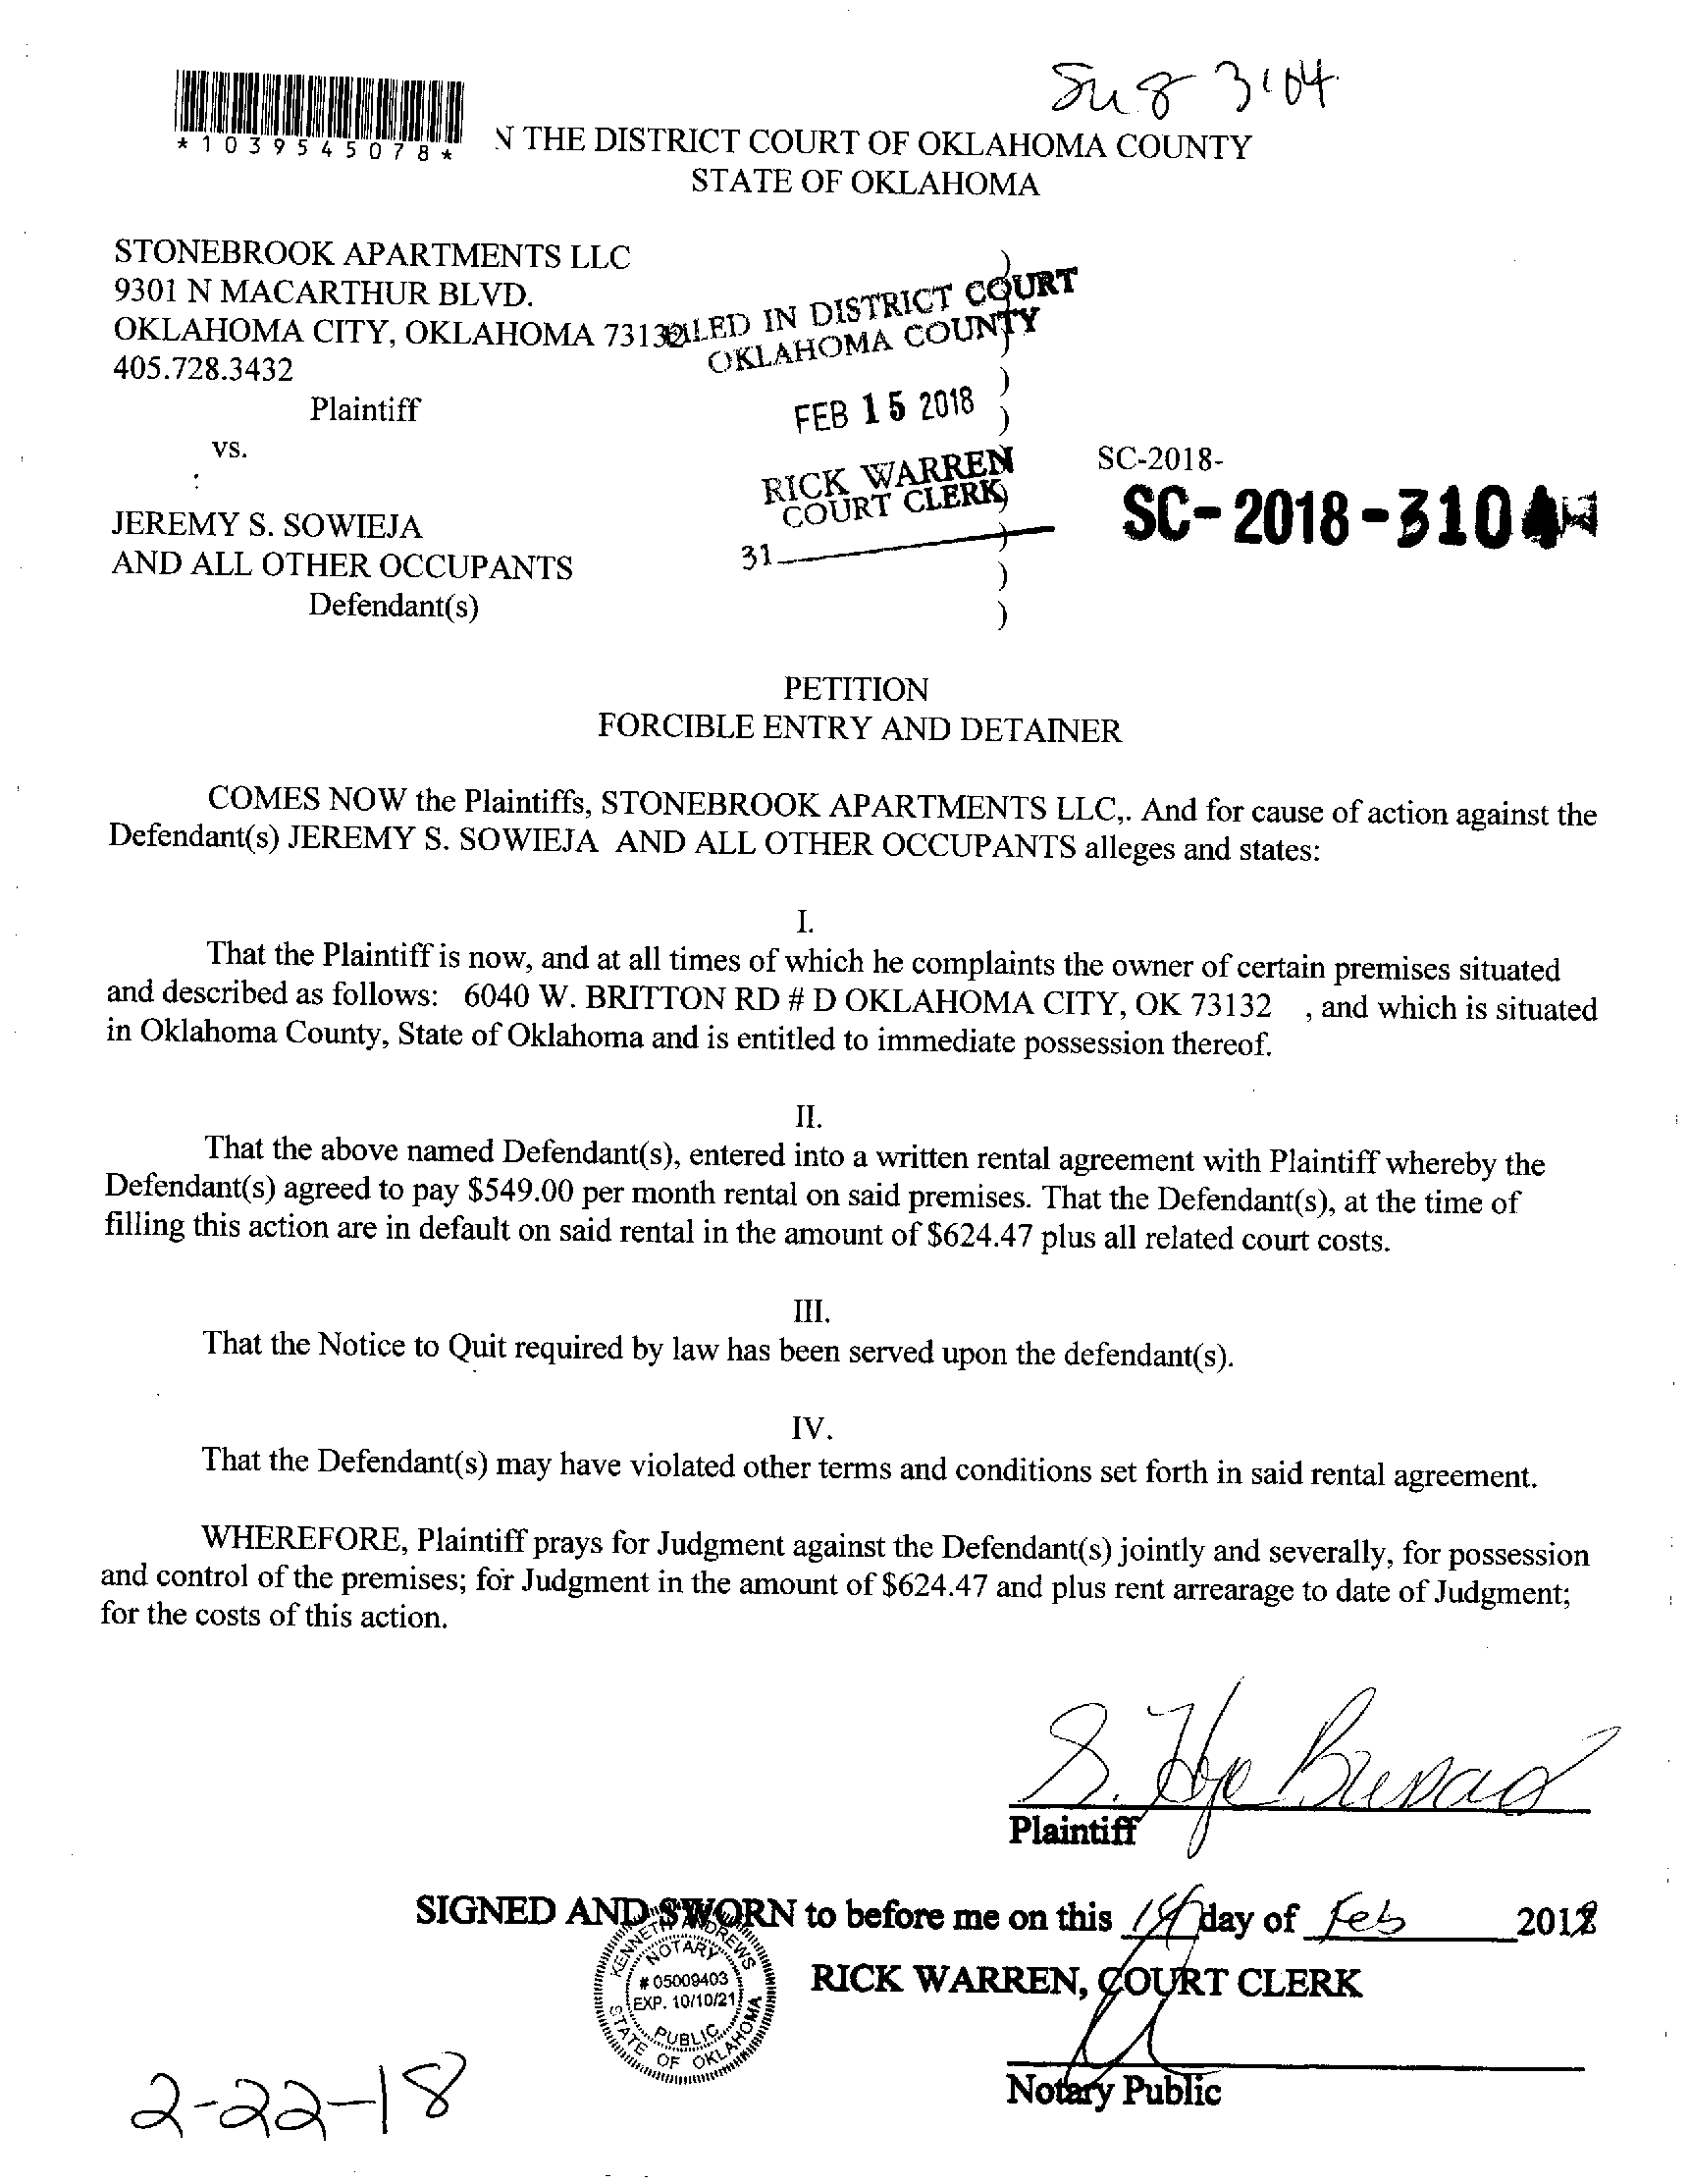 3104
*1039545078*
N THE DISTRICT COURT OF OKLAHOMA COUNTY
STATE OF OKLAHOMA
STONEBROOK APARTMENTS LLC
9301 N MACARTHUR BLVD.
OKLAHOMA CITY, OKLAHOMA 73132
405.728.3432
Plaintiff
FILED IN DISTRICT COURT
OKLAHOMA COUNTY
FEB 15 2018
RICK WARREN
COURT CLERK
31
)
)
)
)
)
)
)
)
vs.
:
SC-2018-
SC-2018-3104
JEREMY S. SOWIEJA
AND ALL OTHER OCCUPANTS
Defendant(s)
PETITION
FORCIBLE ENTRY AND DETAINER
COMES NOW the Plaintiffs, STONEBROOK APARTMENTS LLC,. And for cause of action against the
Defendant(s) JEREMY S. SOWIEJA AND ALL OTHER OCCUPANTS alleges and states:
I.
That the Plaintiff is now, and at all times of which he complaints the owner of certain premises situated
and described as follows: 6040 W. BRITTON RD # D OKLAHOMA CITY, OK 73132 , and which is situated
in Oklahoma County, State of Oklahoma and is entitled to immediate possession thereof.
II.
That the above named Defendant(s), entered into a written rental agreement with Plaintiff whereby the
Defendant(s) agreed to pay $549.00 per month rental on said premises. That the Defendant(s), at the time of
filling this action are in default on said rental in the amount of $624.47 plus all related court costs.
III.
That the Notice to Quit required by law has been served upon the defendant(s).
IV.
That the Defendant(s) may have violated other terms and conditions set forth in said rental agreement.
WHEREFORE, Plaintiff prays for Judgment against the Defendant(s) jointly and severally, for possession
and control of the premises; for Judgment in the amount of $624.47 and plus rent arrearage to date of Judgment;
for the costs of this action.
Plaintiff
SIGNED AND SWORN to before me on this 14 day of Feb 2018
RICK WARREN, COURT CLERK
KENNETH ANDREWS
NOTARY
# 05009403
EXP. 10/10/21
PUBLIC
STATE OF OKLAHOMA
Notary Public
2-22-18